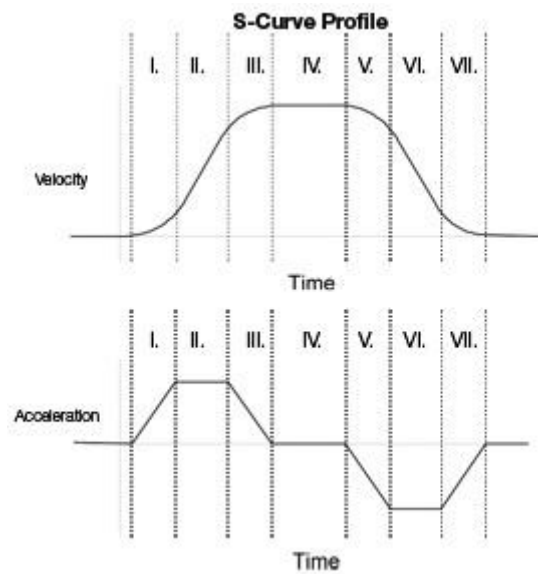 S-Curve Profile
I. II. III. IV. V. VI. VII.
Velocity
Time
I. II. III. IV. V. VI. VII.
Acceleration
Time